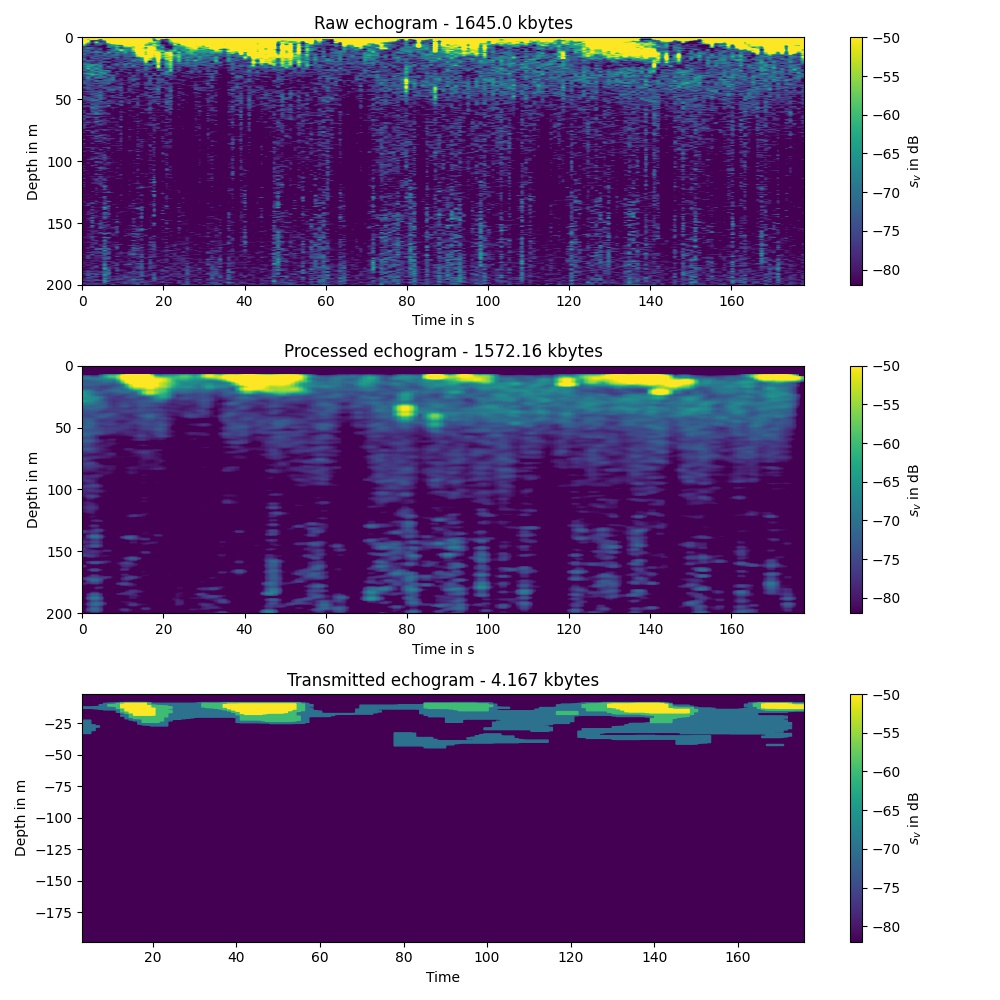 Raw echogram - 1645.0 kbytes
0
50
100
150
200
Depth in m
0 20 40 60 80 100 120 140 160
Time in s
−50
−55
−60
−65
−70
−75
−80
sv in dB
Processed echogram - 1572.16 kbytes
0
50
100
150
200
Depth in m
0 20 40 60 80 100 120 140 160
Time in s
−50
−55
−60
−65
−70
−75
−80
sv in dB
Transmitted echogram - 4.167 kbytes
−25
−50
−75
−100
−125
−150
−175
Depth in m
20 40 60 80 100 120 140 160
Time
−50
−55
−60
−65
−70
−75
−80
sv in dB